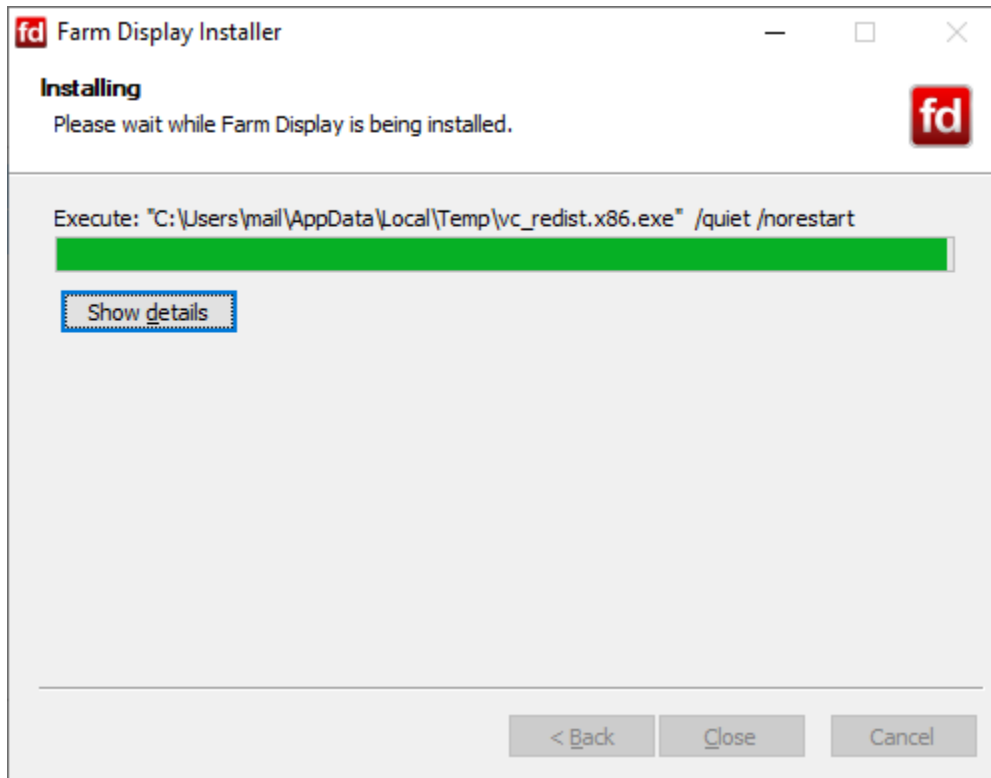 fd Farm Display Installer
Installing
Please wait while Farm Display is being installed.
fd
Execute: "C:\Users\mail\AppData\Local\Temp\vc_redist.x86.exe"  /quiet /norestart
Show details
< Back
Close
Cancel